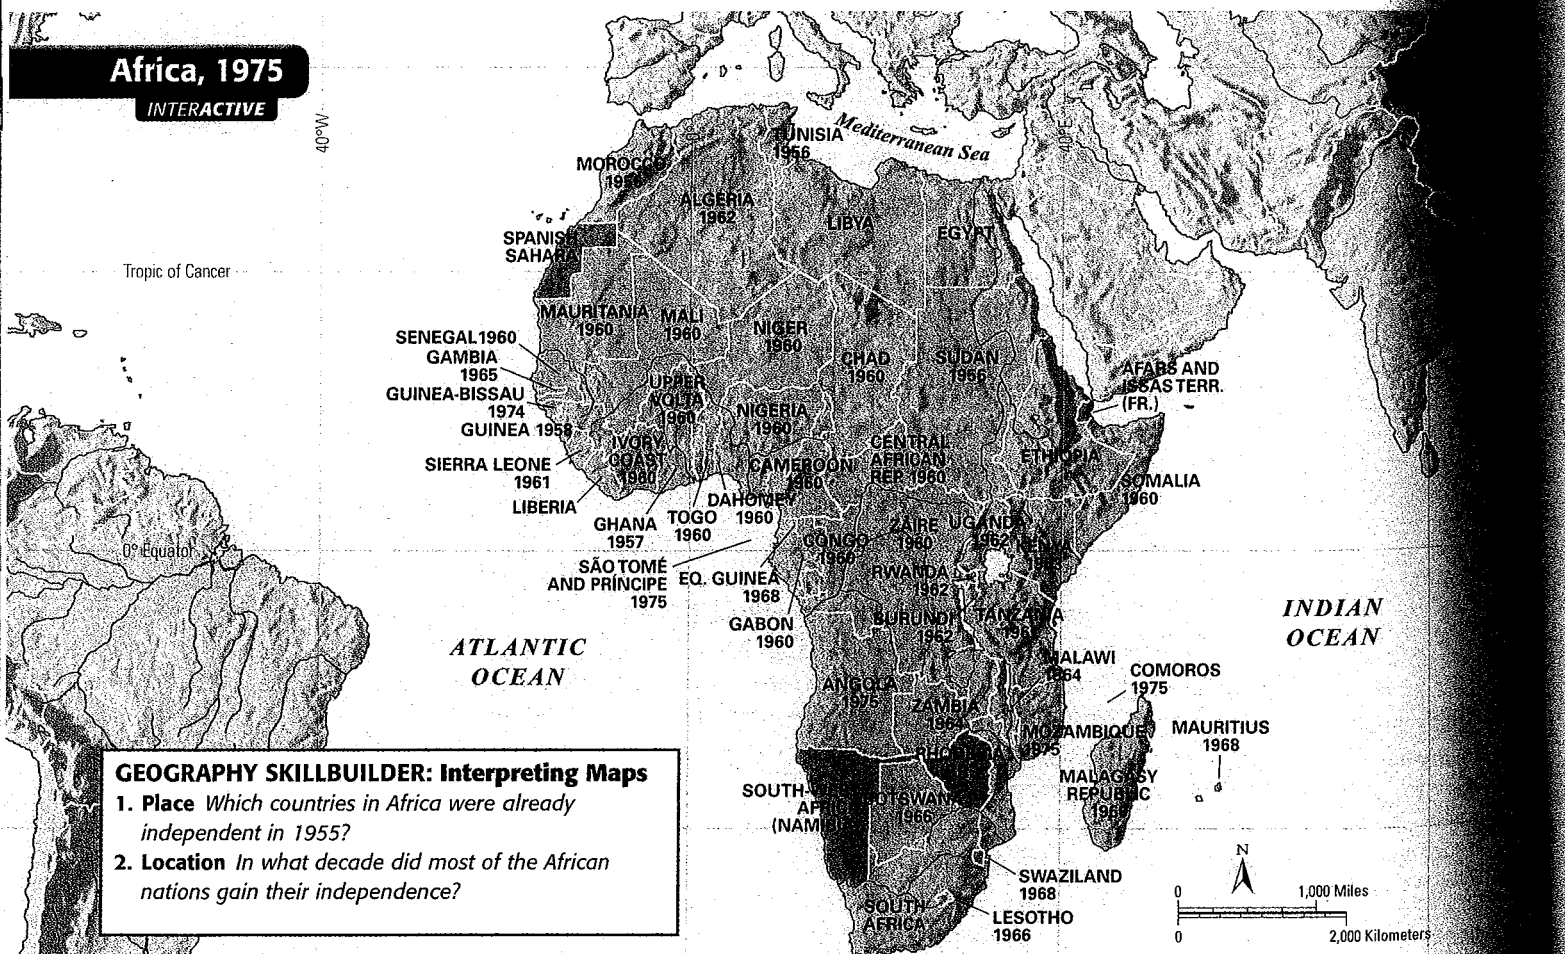 Africa, 1975
INTERACTIVE
40°W
40°E
Mediterranean Sea
TUNISIA
1956
MOROCCO
ALGERIA
1962
LIBYA
EGYPT
SPANISH
SAHARA
Tropic of Cancer
MAURITANIA
1960
MALI
1960
NIGER
1960
CHAD
1960
SUDAN
1956
SENEGAL 1960
GAMBIA
1965
GUINEA-BISSAU
1974
GUINEA 1958
SIERRA LEONE
1961
LIBERIA
UPPER
VOLTA
1960
NIGERIA
1960
IVORY
COAST
1960
CAMEROON
1960
CENTRAL
AFRICAN
REP. 1960
AFARS AND
ISSAS TERR.
(FR.)
ETHIOPIA
SOMALIA
1960
GHANA
1957
TOGO
1960
DAHOMEY
1960
0° Equator
SÃO TOMÉ
AND PRÍNCIPE
1975
EQ. GUINEA
1968
GABON
1960
CONGO
1960
ZAIRE
1960
UGANDA
1962
KENYA
RWANDA
1962
BURUNDI
1962
TANZANIA
ATLANTIC
OCEAN
INDIAN
OCEAN
MALAWI
1964
COMOROS
1975
ANGOLA
1975
ZAMBIA
1964
MOZAMBIQUE
1975
MAURITIUS
1968
RHODESIA
MALAGASY
REPUBLIC
SOUTH-
AFRIC
(NAMIBI
BOTSWANA
1966
SWAZILAND
1968
LESOTHO
1966
SOUTH
AFRICA
N
0 1,000 Miles
0 2,000 Kilometers
GEOGRAPHY SKILLBUILDER: Interpreting Maps
1. Place Which countries in Africa were already
independent in 1955?
2. Location In what decade did most of the African
nations gain their independence?